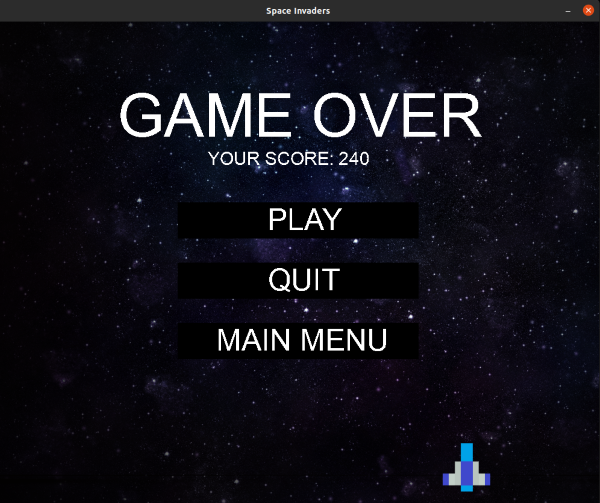 Space Invaders
GAME OVER
YOUR SCORE: 240
PLAY
QUIT
MAIN MENU